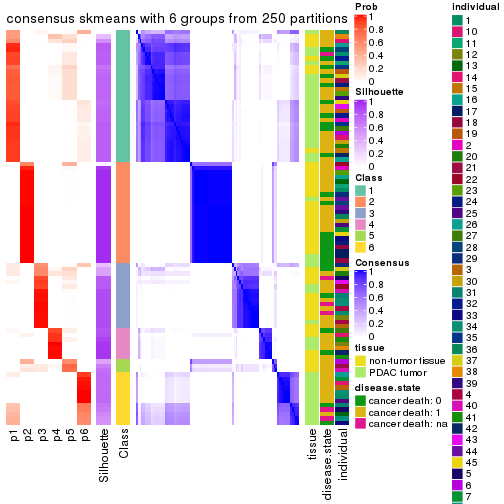 consensus skmeans with 6 groups from 250 partitions
p1
p2
p3
p4
p5
p6
Silhouette
Class
tissue
disease.state
individual
Prob
1
0.8
0.6
0.4
0.2
0
Silhouette
1
0.8
0.6
0.4
0.2
0
Class
1
2
3
4
5
6
Consensus
1
0.8
0.6
0.4
0.2
0
tissue
non-tumor tissue
PDAC tumor
disease.state
cancer death: 0
cancer death: 1
cancer death: na
individual
1
10
11
12
13
14
15
16
17
18
19
2
20
21
22
23
24
25
26
27
28
29
3
30
31
32
33
34
35
36
37
38
39
4
40
41
42
43
44
45
5
6
7